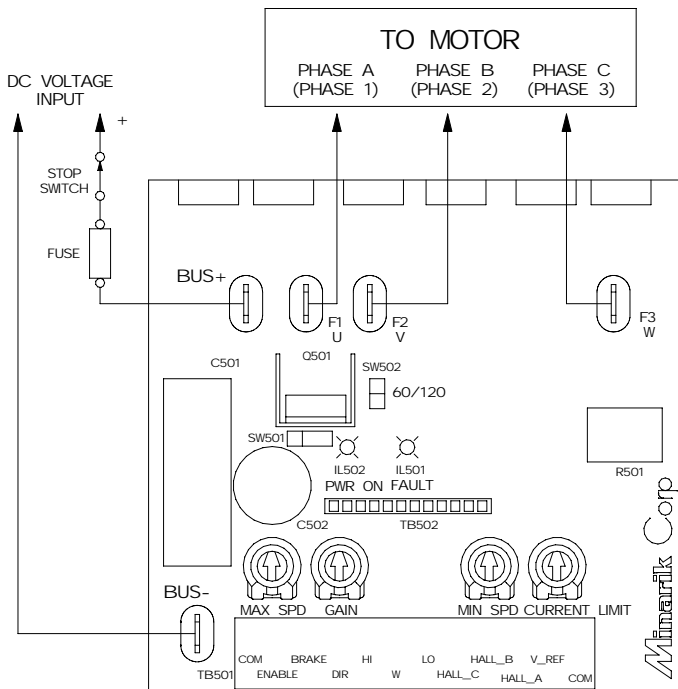 TO MOTOR
PHASE A
(PHASE 1)
PHASE B
(PHASE 2)
PHASE C
(PHASE 3)
DC VOLTAGE
INPUT
+
STOP
SWITCH
FUSE
BUS+
F1
U
F2
V
F3
W
C501
Q501
SW502
60/120
SW501
IL502
IL501
PWR ON FAULT
R501
C502
TB502
Minarik Corp
MAX SPD
GAIN
MIN SPD
CURRENT LIMIT
BUS-
TB501
COM BRAKE HI LO HALL_B V_REF
ENABLE DIR W HALL_C HALL_A COM